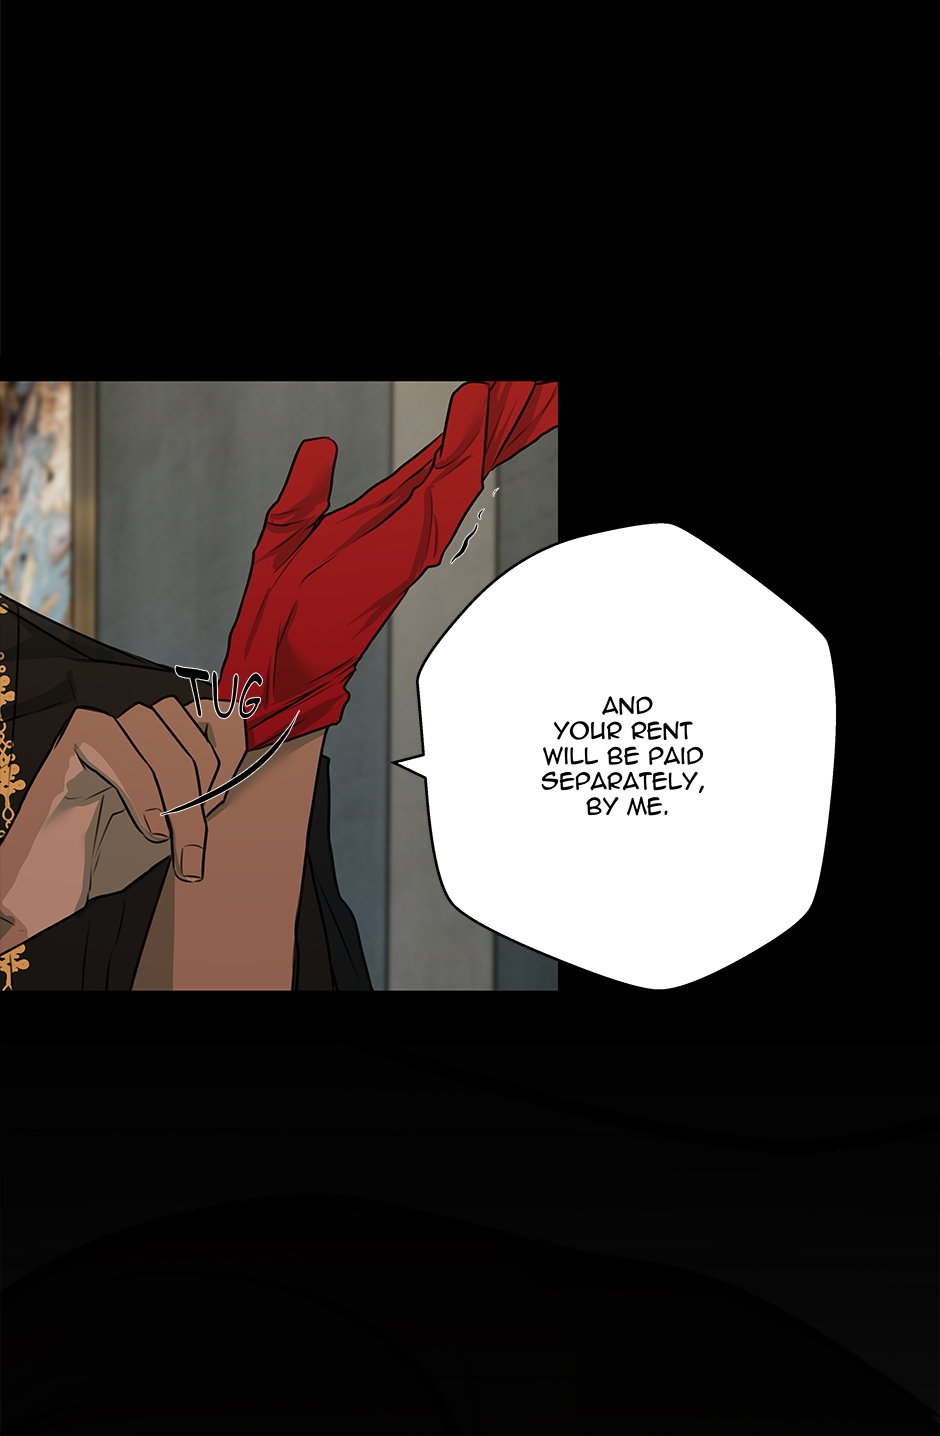 TUG
AND
YOUR RENT
WILL BE PAID
SEPARATELY,
BY ME.